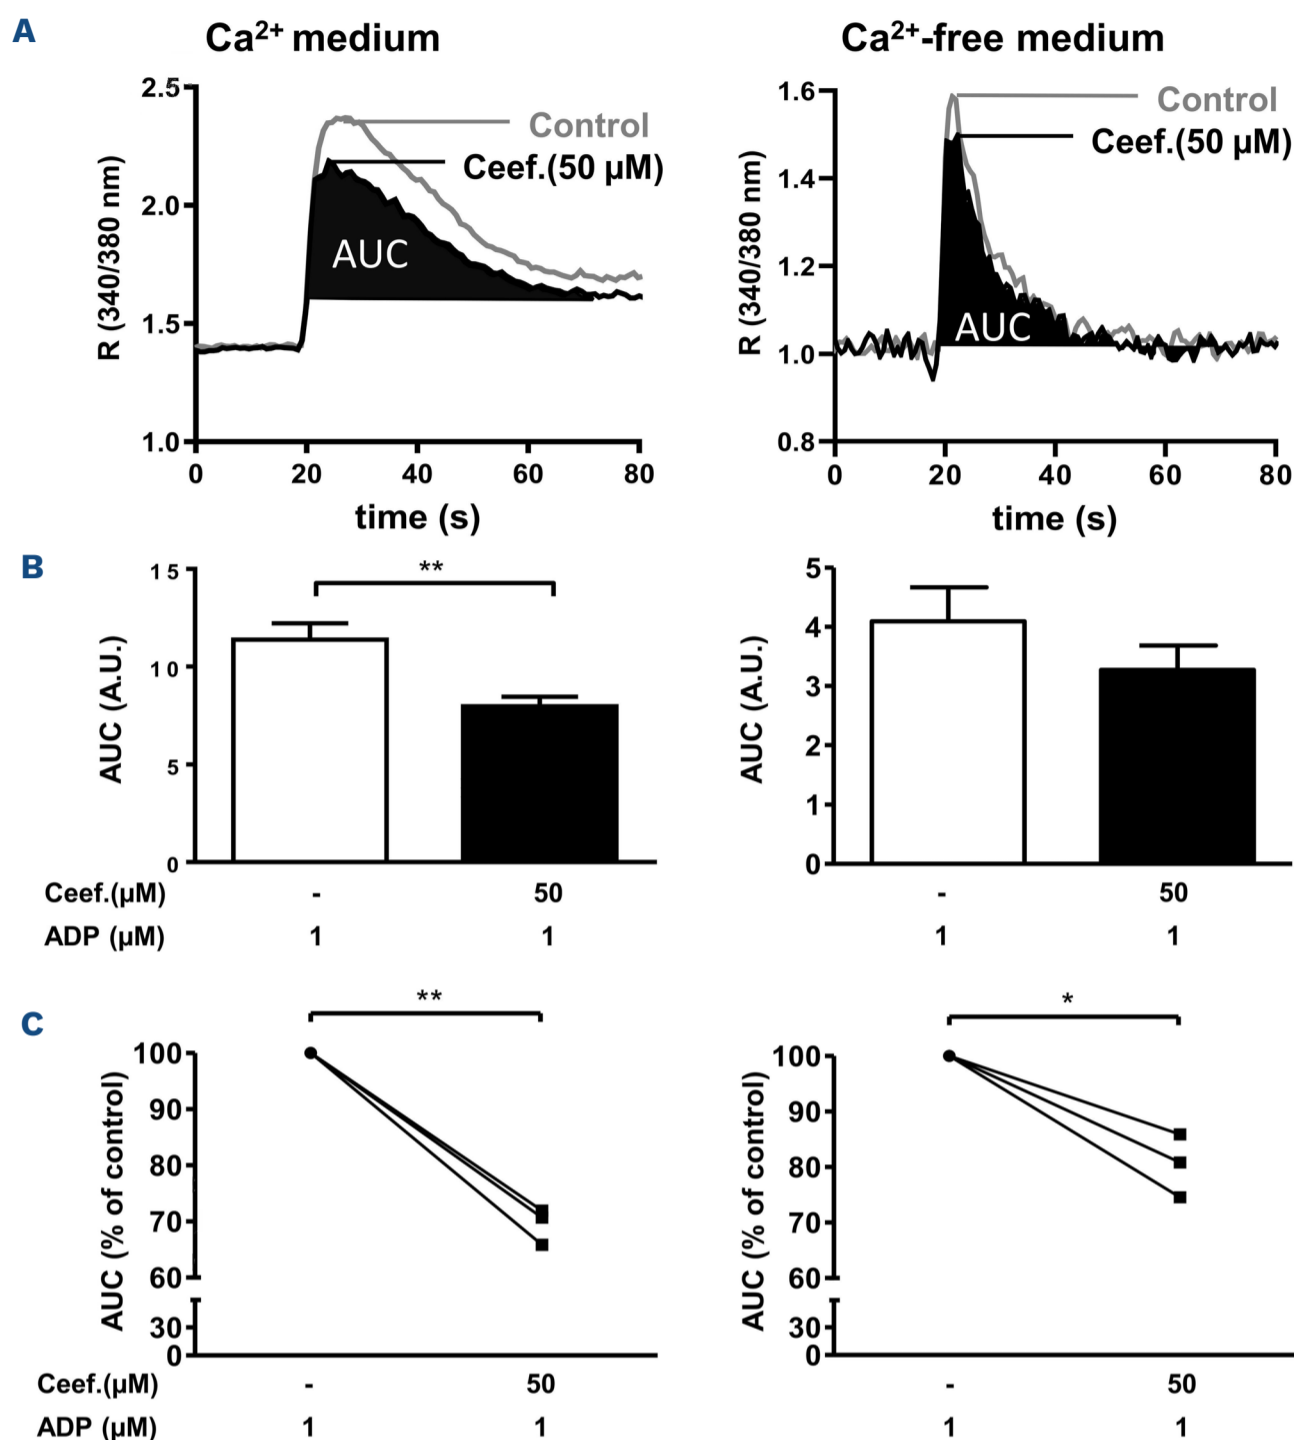 A
Ca2+ medium
Ca2+-free medium
2.5
2.0
1.5
1.0
R (340/380 nm)
Control
Ceef.(50 µM)
AUC
0 20 40 60 80
time (s)
1.6
1.4
1.2
1.0
0.8
R (340/380 nm)
Control
Ceef.(50 µM)
AUC
0 20 40 60 80
time (s)
B
15
10
5
0
AUC (A.U.)
**
5
4
3
2
1
0
AUC (A.U.)
Ceef.(µM) - 50 - 50
ADP (µM) 1 1 1 1
C
**
100
90
80
70
60
30
0
AUC (% of control)
*
100
90
80
70
60
30
0
AUC (% of control)
Ceef.(µM) - 50 - 50
ADP (µM) 1 1 1 1